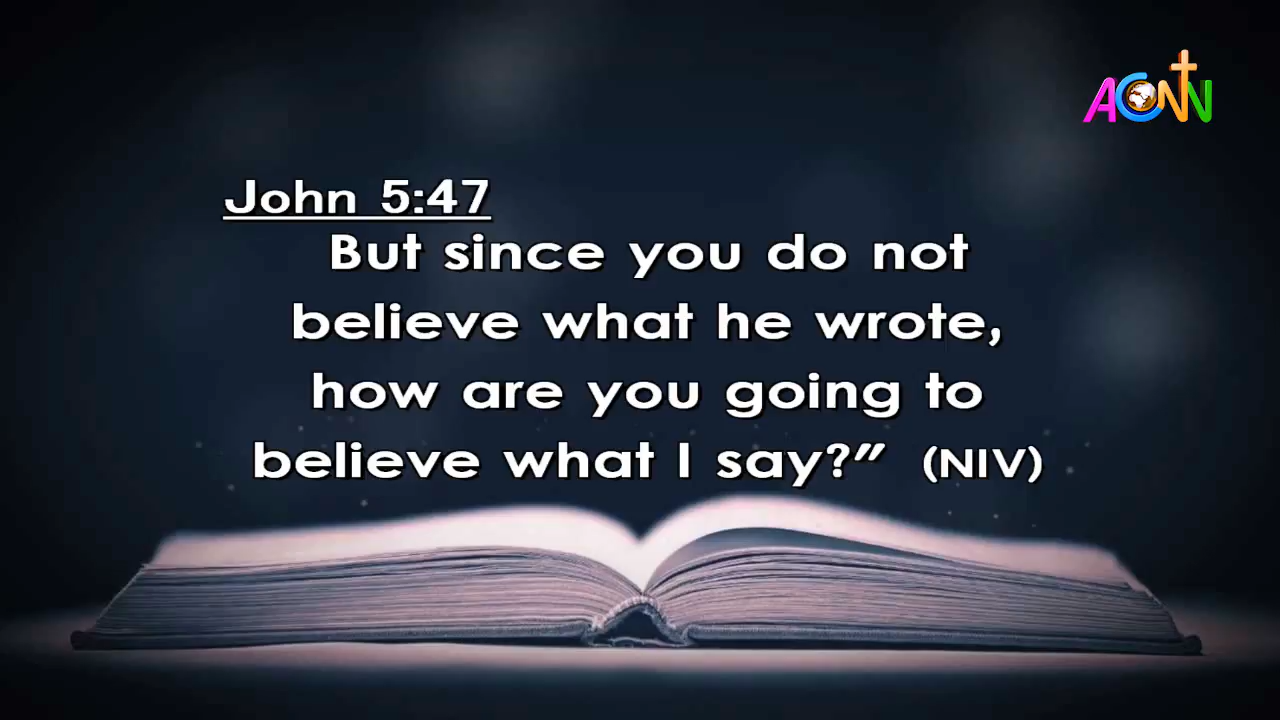 ACNN
John 5:47
But since you do not
believe what he wrote,
how are you going to
believe what I say?” (NIV)